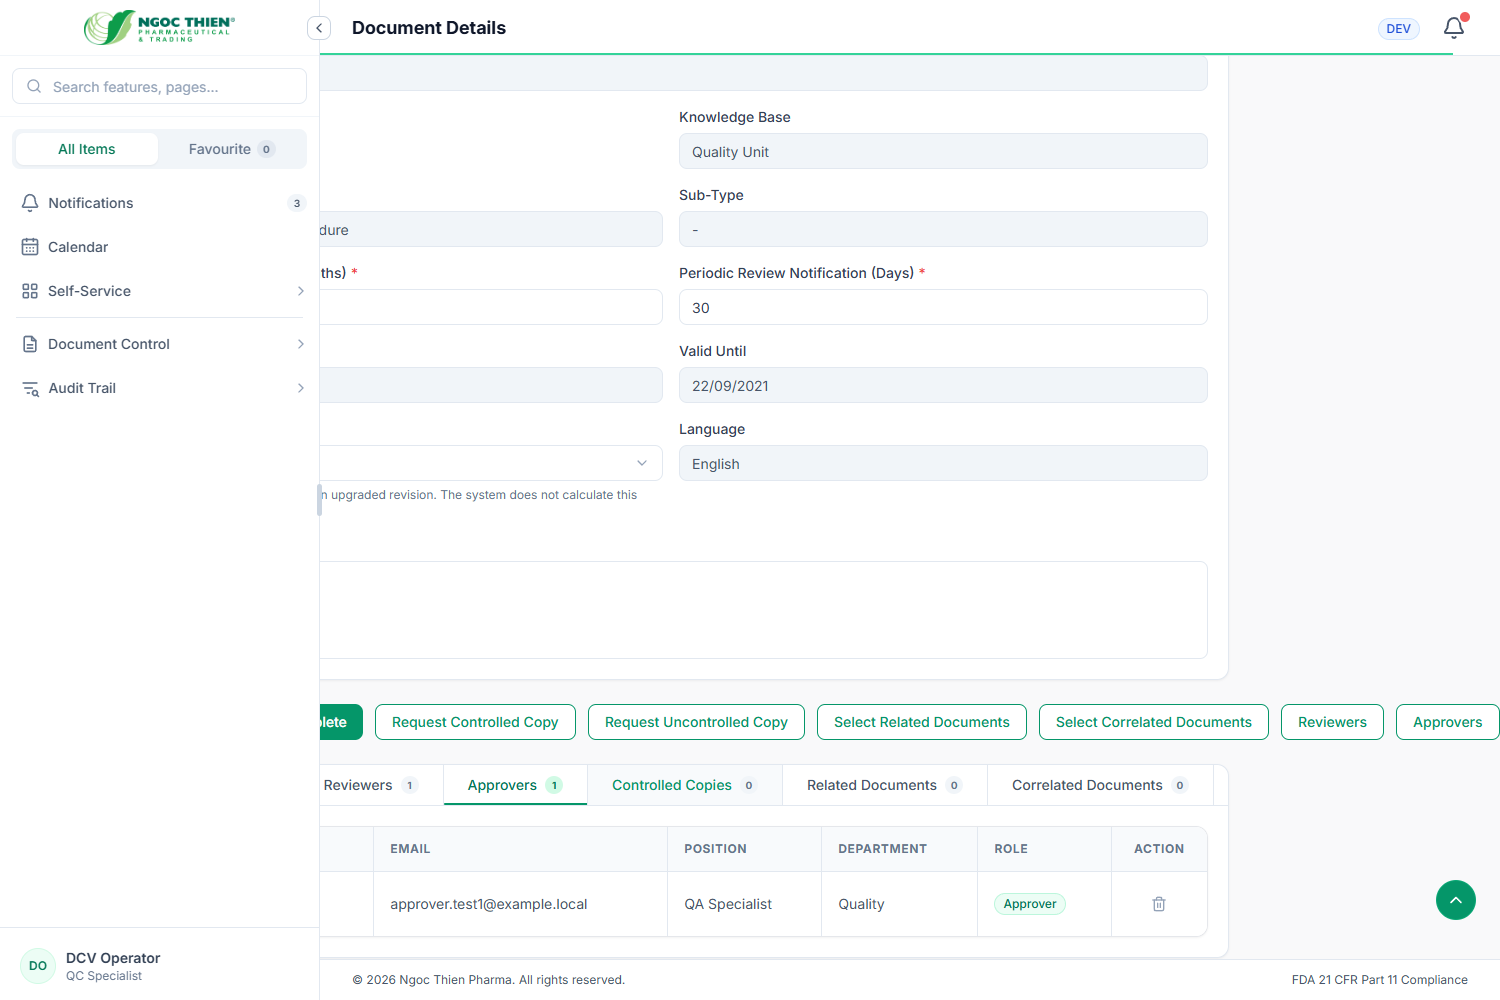 NGOC THIEN®
PHARMACEUTICAL
& TRADING
Document Details
DEV
Search features, pages...
All Items
Favourite 0
Notifications 3
Calendar
Self-Service
Document Control
Audit Trail
Knowledge Base
Quality Unit
Sub-Type
dure
-
ths) *
Periodic Review Notification (Days) *
30
Valid Until
22/09/2021
Language
English
n upgraded revision. The system does not calculate this
lete
Request Controlled Copy
Request Uncontrolled Copy
Select Related Documents
Select Correlated Documents
Reviewers
Approvers
Reviewers 1
Approvers 1
Controlled Copies 0
Related Documents 0
Correlated Documents 0
EMAIL
POSITION
DEPARTMENT
ROLE
ACTION
approver.test1@example.local
QA Specialist
Quality
Approver
DO
DCV Operator
QC Specialist
© 2026 Ngoc Thien Pharma. All rights reserved.
FDA 21 CFR Part 11 Compliance